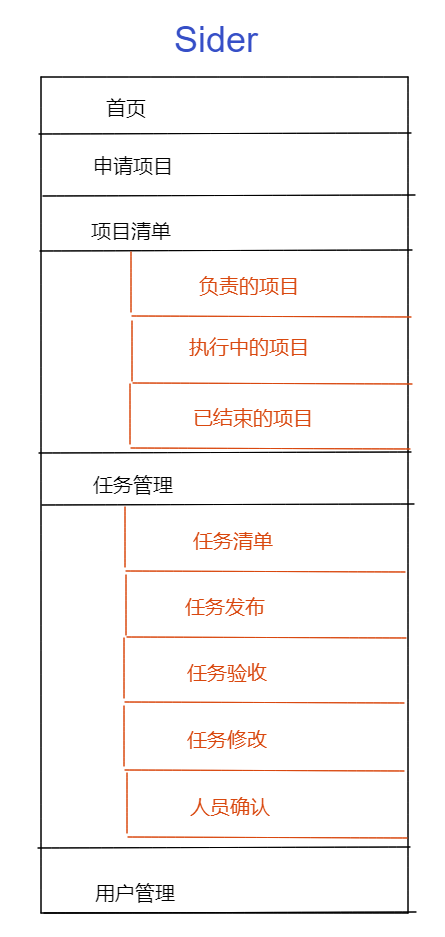 Sider
首页
申请项目
项目清单
负责的项目
执行中的项目
已结束的项目
任务管理
任务清单
任务发布
任务验收
任务修改
人员确认
用户管理